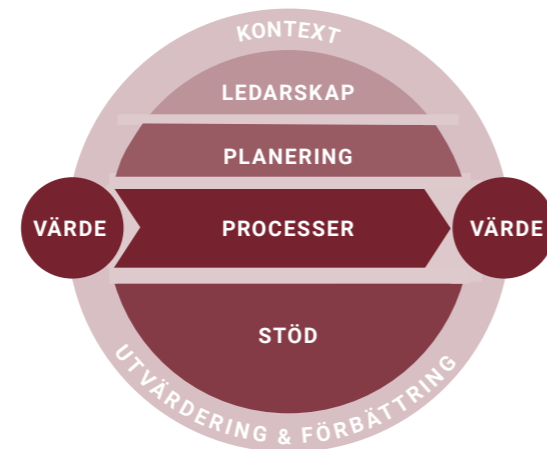 KONTEXT
LEDARSKAP
PLANERING
VÄRDE
PROCESSER
VÄRDE
STÖD
UTVÄRDERING & FÖRBÄTTRING